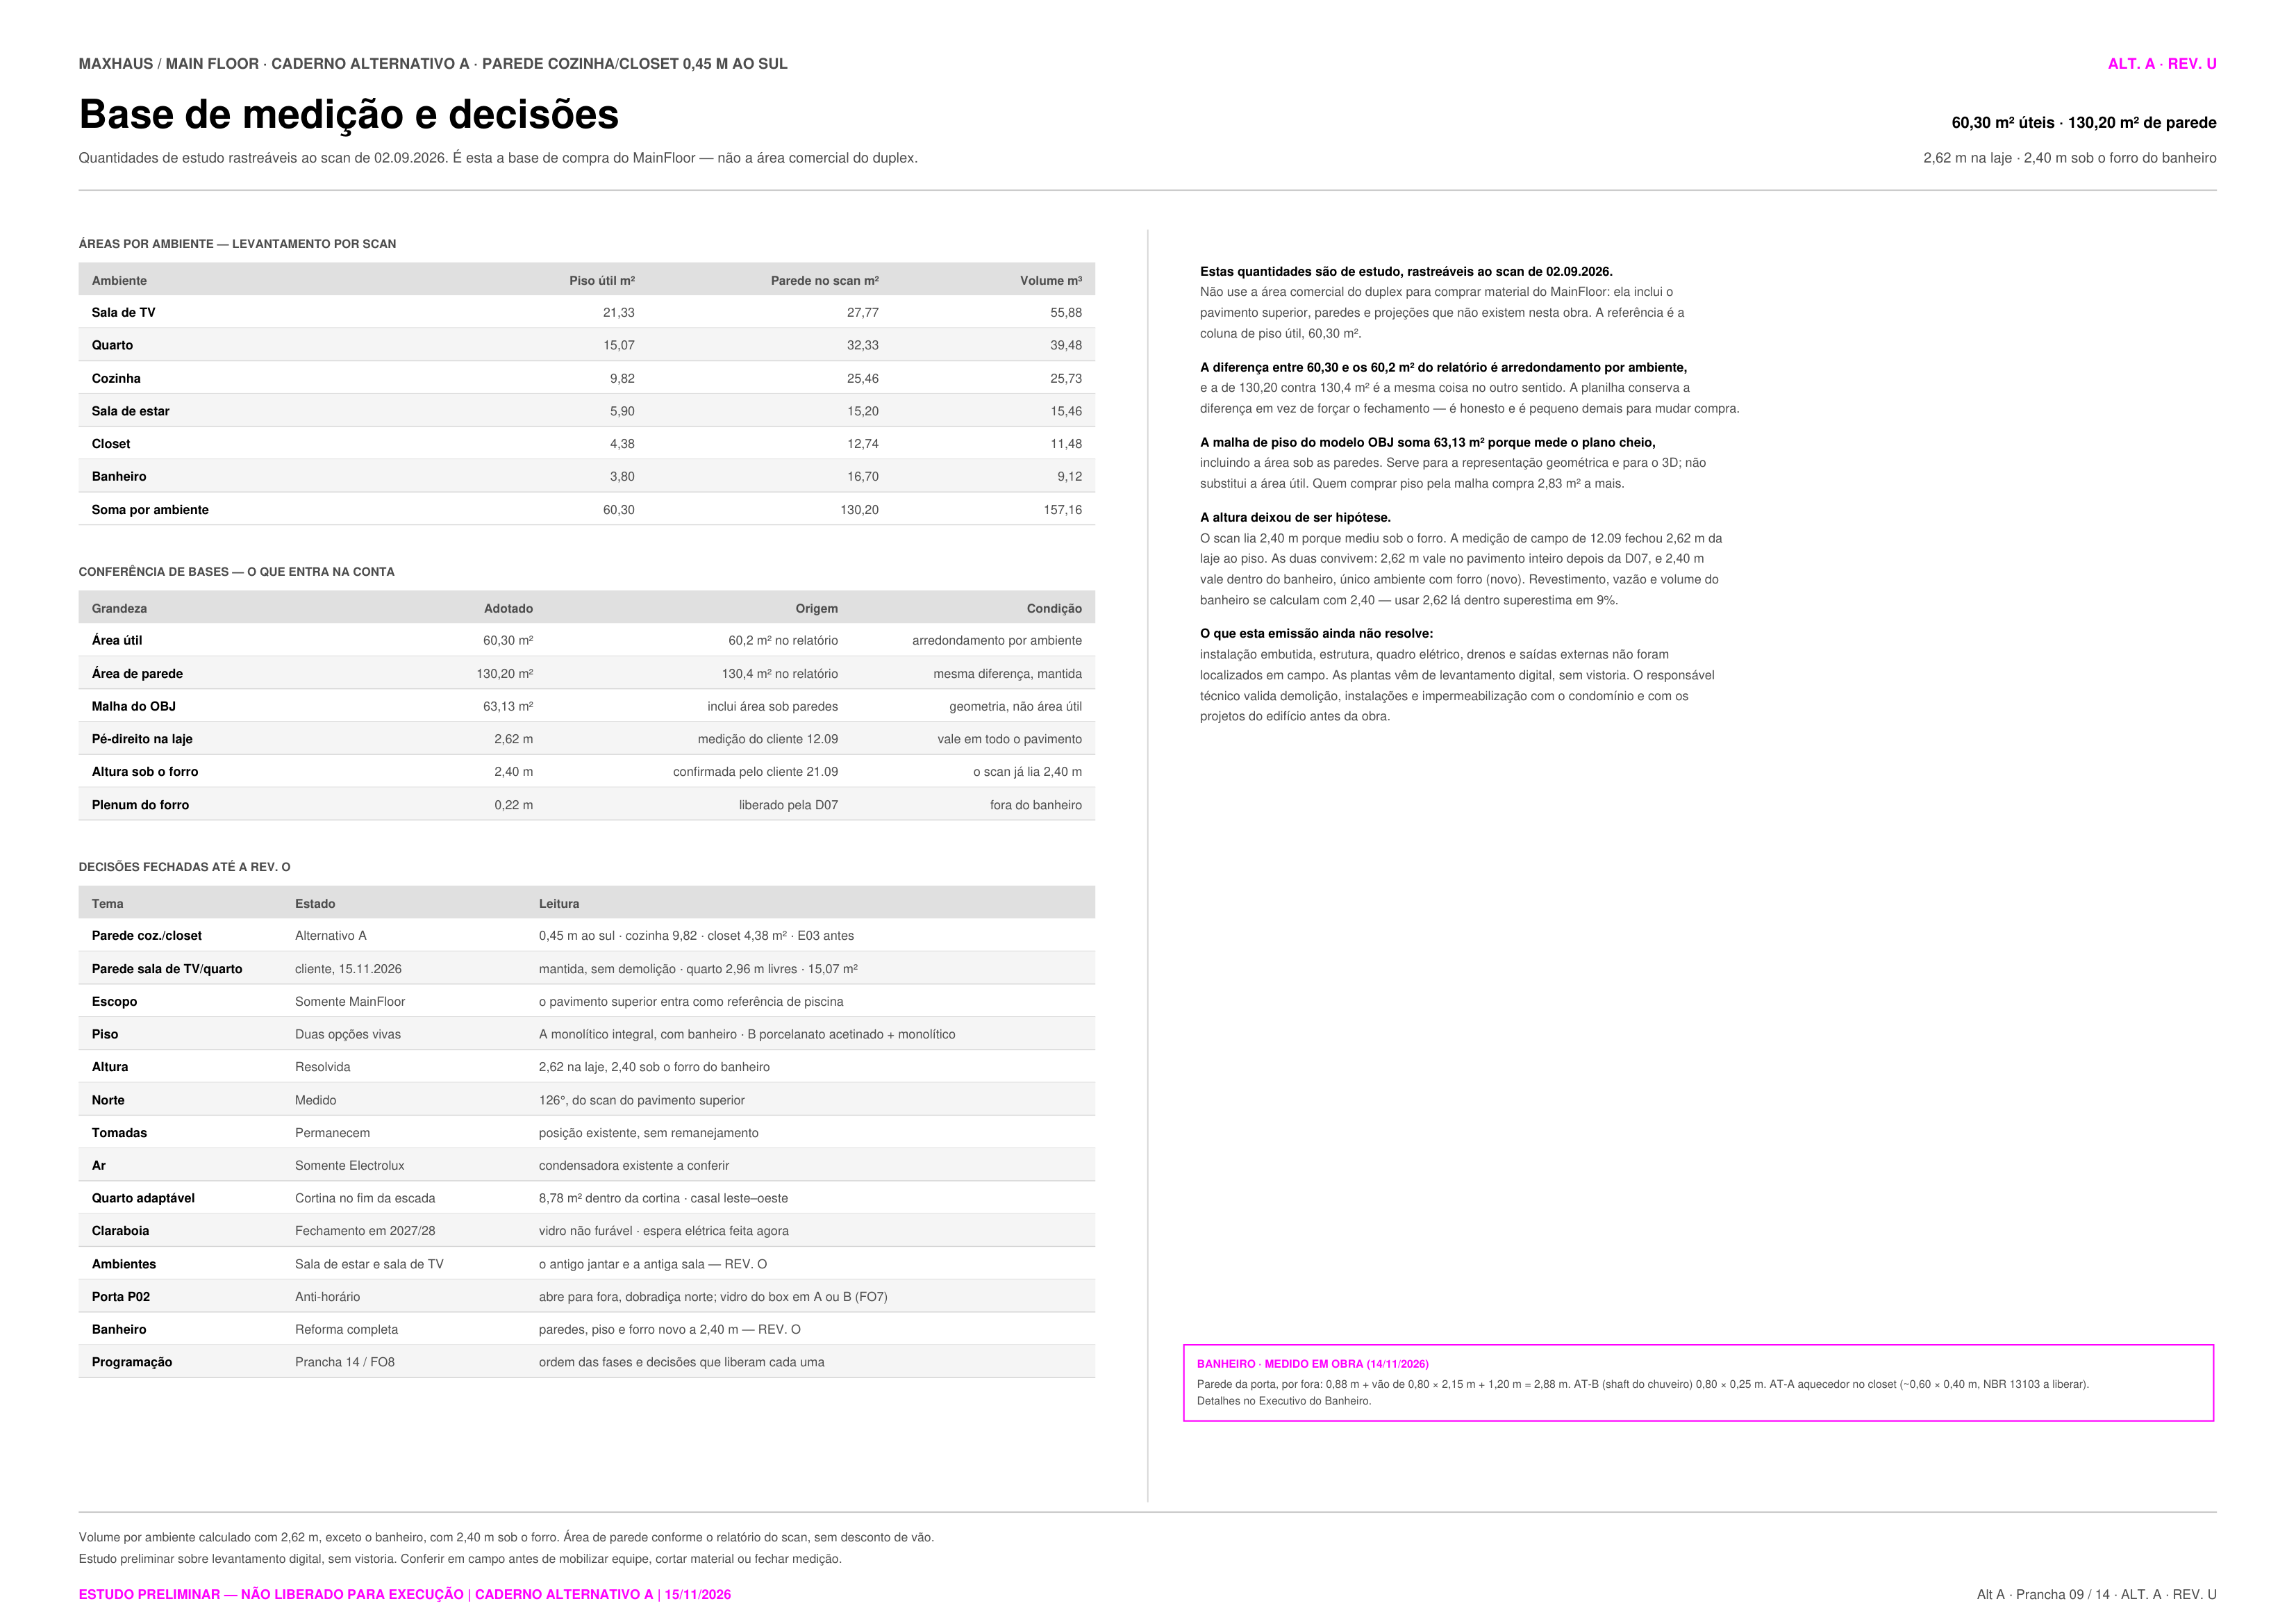 MAXHAUS / MAIN FLOOR · CADERNO ALTERNATIVO A · PAREDE COZINHA/CLOSET 0,45 M AO SUL
ALT. A · REV. U
Base de medição e decisões
60,30 m² úteis · 130,20 m² de parede
Quantidades de estudo rastreáveis ao scan de 02.09.2026. É esta a base de compra do MainFloor — não a área comercial do duplex.
2,62 m na laje · 2,40 m sob o forro do banheiro
ÁREAS POR AMBIENTE — LEVANTAMENTO POR SCAN
Ambiente Piso útil m² Parede no scan m² Volume m³
Sala de TV 21,33 27,77 55,88
Quarto 15,07 32,33 39,48
Cozinha 9,82 25,46 25,73
Sala de estar 5,90 15,20 15,46
Closet 4,38 12,74 11,48
Banheiro 3,80 16,70 9,12
Soma por ambiente 60,30 130,20 157,16
CONFERÊNCIA DE BASES — O QUE ENTRA NA CONTA
Grandeza Adotado Origem Condição
Área útil 60,30 m² 60,2 m² no relatório arredondamento por ambiente
Área de parede 130,20 m² 130,4 m² no relatório mesma diferença, mantida
Malha do OBJ 63,13 m² inclui área sob paredes geometria, não área útil
Pé-direito na laje 2,62 m medição do cliente 12.09 vale em todo o pavimento
Altura sob o forro 2,40 m confirmada pelo cliente 21.09 o scan já lia 2,40 m
Plenum do forro 0,22 m liberado pela D07 fora do banheiro
DECISÕES FECHADAS ATÉ A REV. O
Tema Estado Leitura
Parede coz./closet Alternativo A 0,45 m ao sul · cozinha 9,82 · closet 4,38 m² · E03 antes
Parede sala de TV/quarto cliente, 15.11.2026 mantida, sem demolição · quarto 2,96 m livres · 15,07 m²
Escopo Somente MainFloor o pavimento superior entra como referência de piscina
Piso Duas opções vivas A monolítico integral, com banheiro · B porcelanato acetinado + monolítico
Altura Resolvida 2,62 na laje, 2,40 sob o forro do banheiro
Norte Medido 126°, do scan do pavimento superior
Tomadas Permanecem posição existente, sem remanejamento
Ar Somente Electrolux condensadora existente a conferir
Quarto adaptável Cortina no fim da escada 8,78 m² dentro da cortina · casal leste–oeste
Claraboia Fechamento em 2027/28 vidro não furável · espera elétrica feita agora
Ambientes Sala de estar e sala de TV o antigo jantar e a antiga sala — REV. O
Porta P02 Anti-horário abre para fora, dobradiça norte; vidro do box em A ou B (FO7)
Banheiro Reforma completa paredes, piso e forro novo a 2,40 m — REV. O
Programação Prancha 14 / FO8 ordem das fases e decisões que liberam cada uma
Estas quantidades são de estudo, rastreáveis ao scan de 02.09.2026.
Não use a área comercial do duplex para comprar material do MainFloor: ela inclui o
pavimento superior, paredes e projeções que não existem nesta obra. A referência é a
coluna de piso útil, 60,30 m².
A diferença entre 60,30 e os 60,2 m² do relatório é arredondamento por ambiente,
e a de 130,20 contra 130,4 m² é a mesma coisa no outro sentido. A planilha conserva a
diferença em vez de forçar o fechamento — é honesto e é pequeno demais para mudar compra.
A malha de piso do modelo OBJ soma 63,13 m² porque mede o plano cheio,
incluindo a área sob as paredes. Serve para a representação geométrica e para o 3D; não
substitui a área útil. Quem comprar piso pela malha compra 2,83 m² a mais.
A altura deixou de ser hipótese.
O scan lia 2,40 m porque mediu sob o forro. A medição de campo de 12.09 fechou 2,62 m da
laje ao piso. As duas convivem: 2,62 m vale no pavimento inteiro depois da D07, e 2,40 m
vale dentro do banheiro, único ambiente com forro (novo). Revestimento, vazão e volume do
banheiro se calculam com 2,40 — usar 2,62 lá dentro superestima em 9%.
O que esta emissão ainda não resolve:
instalação embutida, estrutura, quadro elétrico, drenos e saídas externas não foram
localizados em campo. As plantas vêm de levantamento digital, sem vistoria. O responsável
técnico valida demolição, instalações e impermeabilização com o condomínio e com os
projetos do edifício antes da obra.
BANHEIRO · MEDIDO EM OBRA (14/11/2026)
Parede da porta, por fora: 0,88 m + vão de 0,80 × 2,15 m + 1,20 m = 2,88 m. AT-B (shaft do chuveiro) 0,80 × 0,25 m. AT-A aquecedor no closet (~0,60 × 0,40 m, NBR 13103 a liberar).
Detalhes no Executivo do Banheiro.
Volume por ambiente calculado com 2,62 m, exceto o banheiro, com 2,40 m sob o forro. Área de parede conforme o relatório do scan, sem desconto de vão.
Estudo preliminar sobre levantamento digital, sem vistoria. Conferir em campo antes de mobilizar equipe, cortar material ou fechar medição.
ESTUDO PRELIMINAR — NÃO LIBERADO PARA EXECUÇÃO | CADERNO ALTERNATIVO A | 15/11/2026
Alt A · Prancha 09 / 14 · ALT. A · REV. U